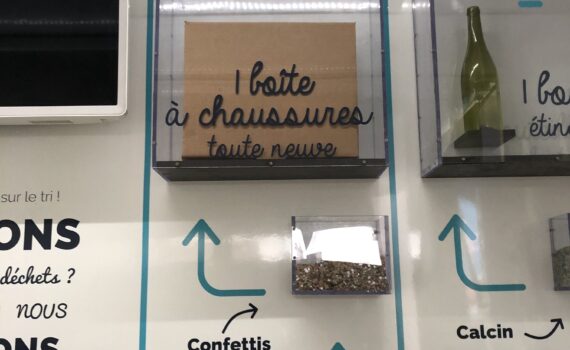 1 boîte
à chaussures
toute neuve
1 bo
étin
sur le tri !
ONS
déchets ?
NOUS
ONS
Confettis
Calcin